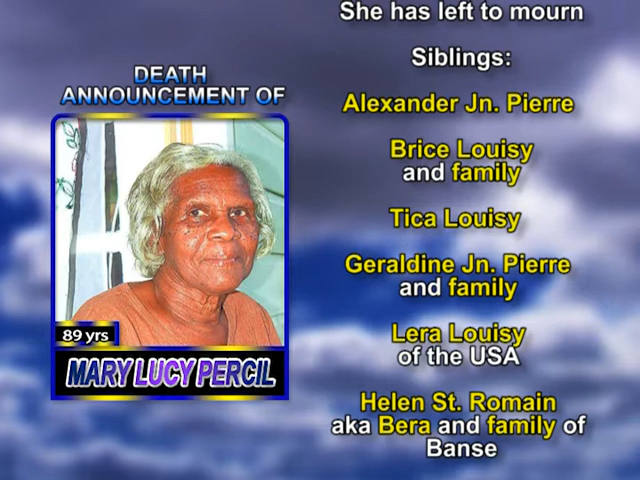 DEATH
ANNOUNCEMENT OF
89 yrs
MARY LUCY PERCIL
She has left to mourn
Siblings:
Alexander Jn. Pierre
Brice Louisy
and family
Tica Louisy
Geraldine Jn. Pierre
and family
Lera Louisy
of the USA
Helen St. Romain
aka Bera and family of
Banse